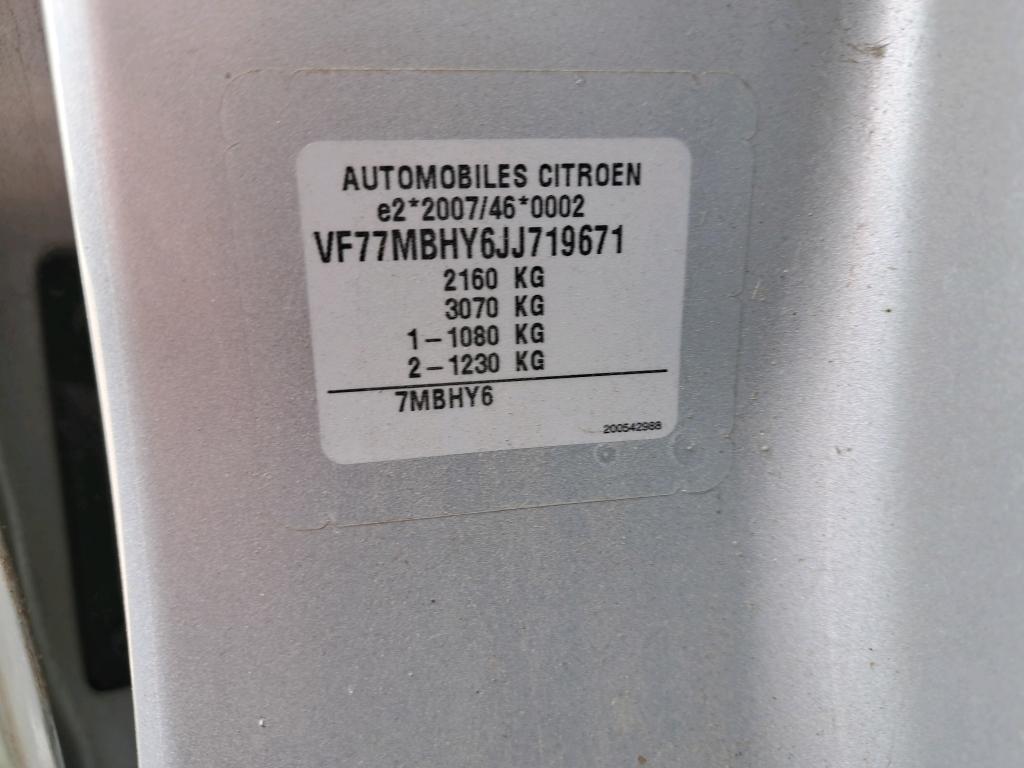 AUTOMOBILES CITROEN
e2*2007/46*0002
VF77MBHY6JJ719671
2160 KG
3070 KG
1-1080 KG
2-1230 KG
7MBHY6
200542988